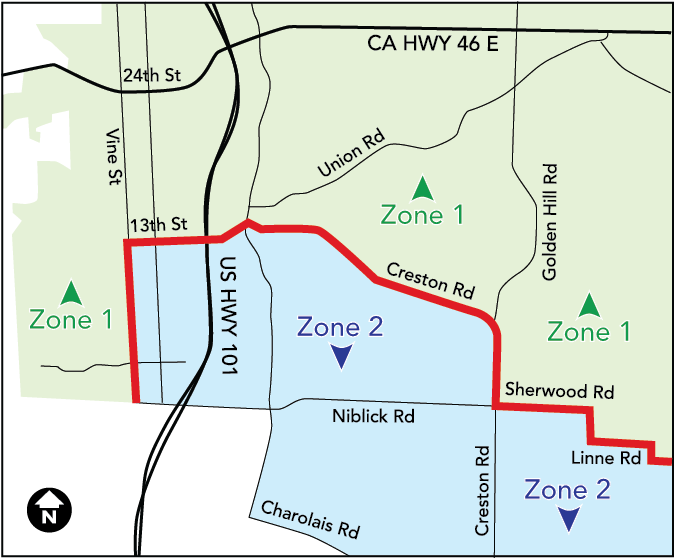 CA HWY 46 E
24th St
Vine St
Union Rd
Golden Hill Rd
Zone 1
13th St
Creston Rd
US HWY 101
Zone 1
Zone 2
Zone 1
Sherwood Rd
Niblick Rd
Creston Rd
Linne Rd
Zone 2
N
Charolais Rd